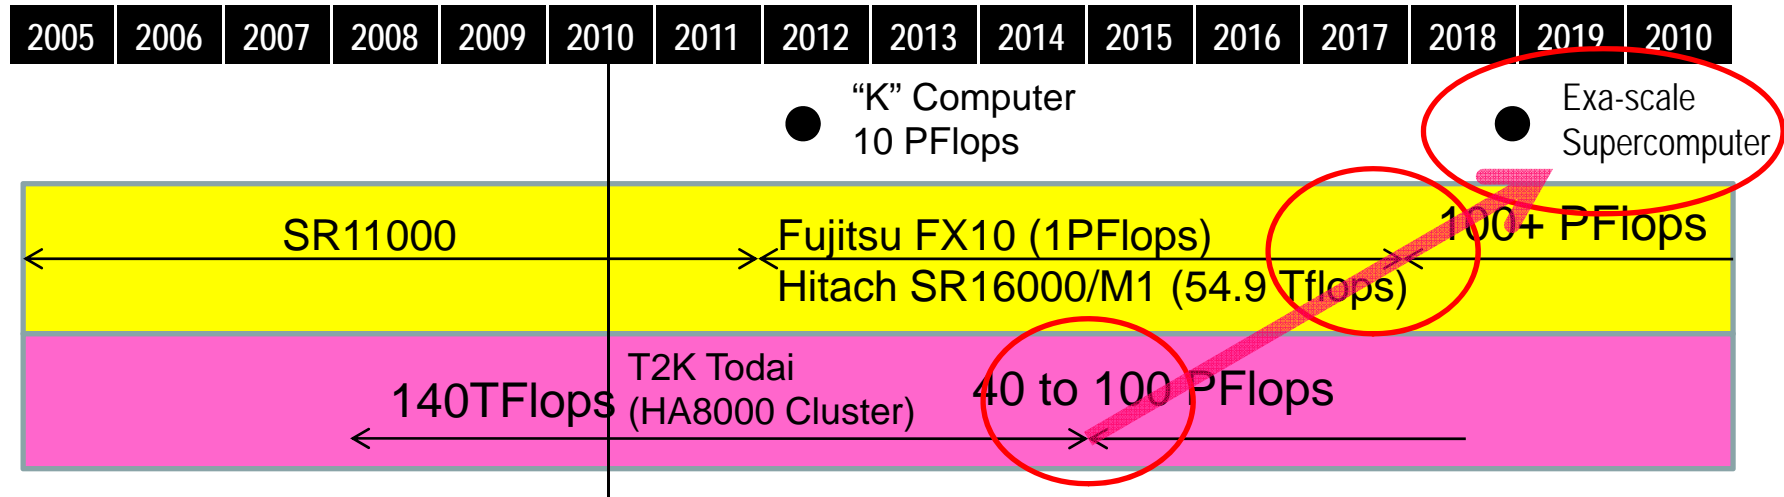 2005 2006 2007 2008 2009 2010 2011 2012 2013 2014 2015 2016 2017 2018 2019 2010
“K” Computer
10 PFlops
Exa-scale
Supercomputer
SR11000
Fujitsu FX10 (1PFlops)
Hitach SR16000/M1 (54.9 Tflops)
100+ PFlops
140TFlops
T2K Todai
(HA8000 Cluster)
40 to 100 PFlops